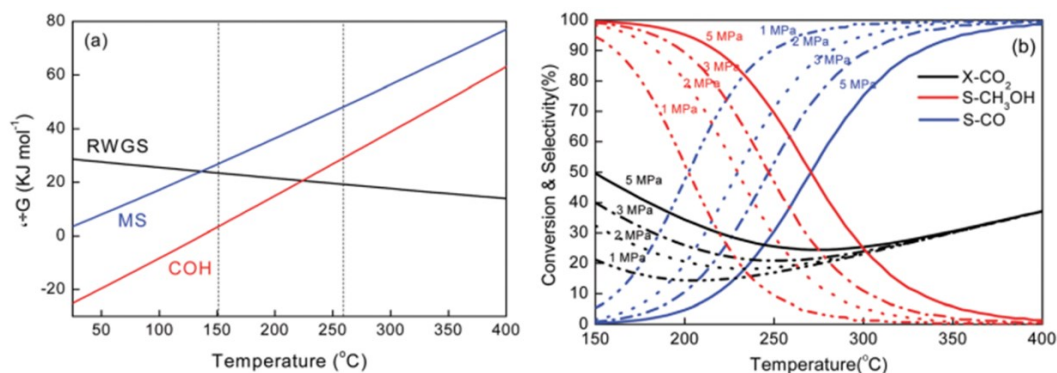 (a)
RWGS
MS
COH
Temperature (°C)
80
60
40
20
0
-20
50 100 150 200 250 300 350 400
(b)
Conversion & Selectivity(%)
100
90
80
70
60
50
40
30
20
10
0
1 MPa
2 MPa
3 MPa
5 MPa
5 MPa
3 MPa
2 MPa
1 MPa
5 MPa
3 MPa
2 MPa
1 MPa
X-CO₂
S-CH₃OH
S-CO
150 200 250 300 350 400
Temperature(°C)